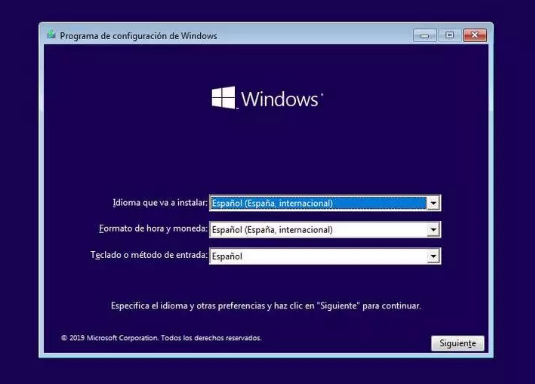 Programa de configuración de Windows
Windows
Idioma que va a instalar: Español (España, internacional)
Formato de hora y moneda: Español (España, internacional)
Teclado o método de entrada: Español
Especifica el idioma y otras preferencias y haz clic en "Siguiente" para continuar.
© 2019 Microsoft Corporation. Todos los derechos reservados.
Siguiente